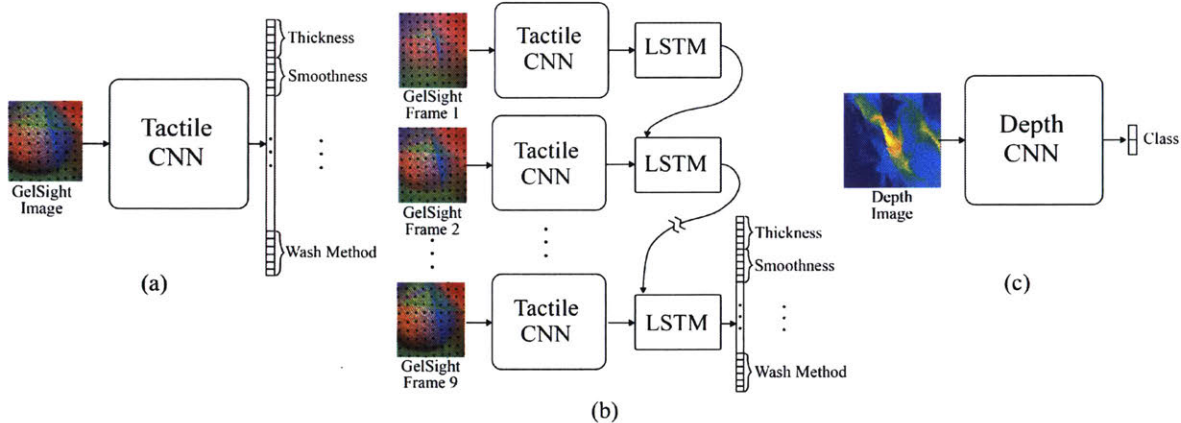 GelSight
Image
Tactile
CNN
Thickness
Smoothness
Wash Method
(a)
GelSight
Frame 1
Tactile
CNN
LSTM
GelSight
Frame 2
Tactile
CNN
LSTM
GelSight
Frame 9
Tactile
CNN
LSTM
Thickness
Smoothness
Wash Method
(b)
Depth
Image
Depth
CNN
Class
(c)